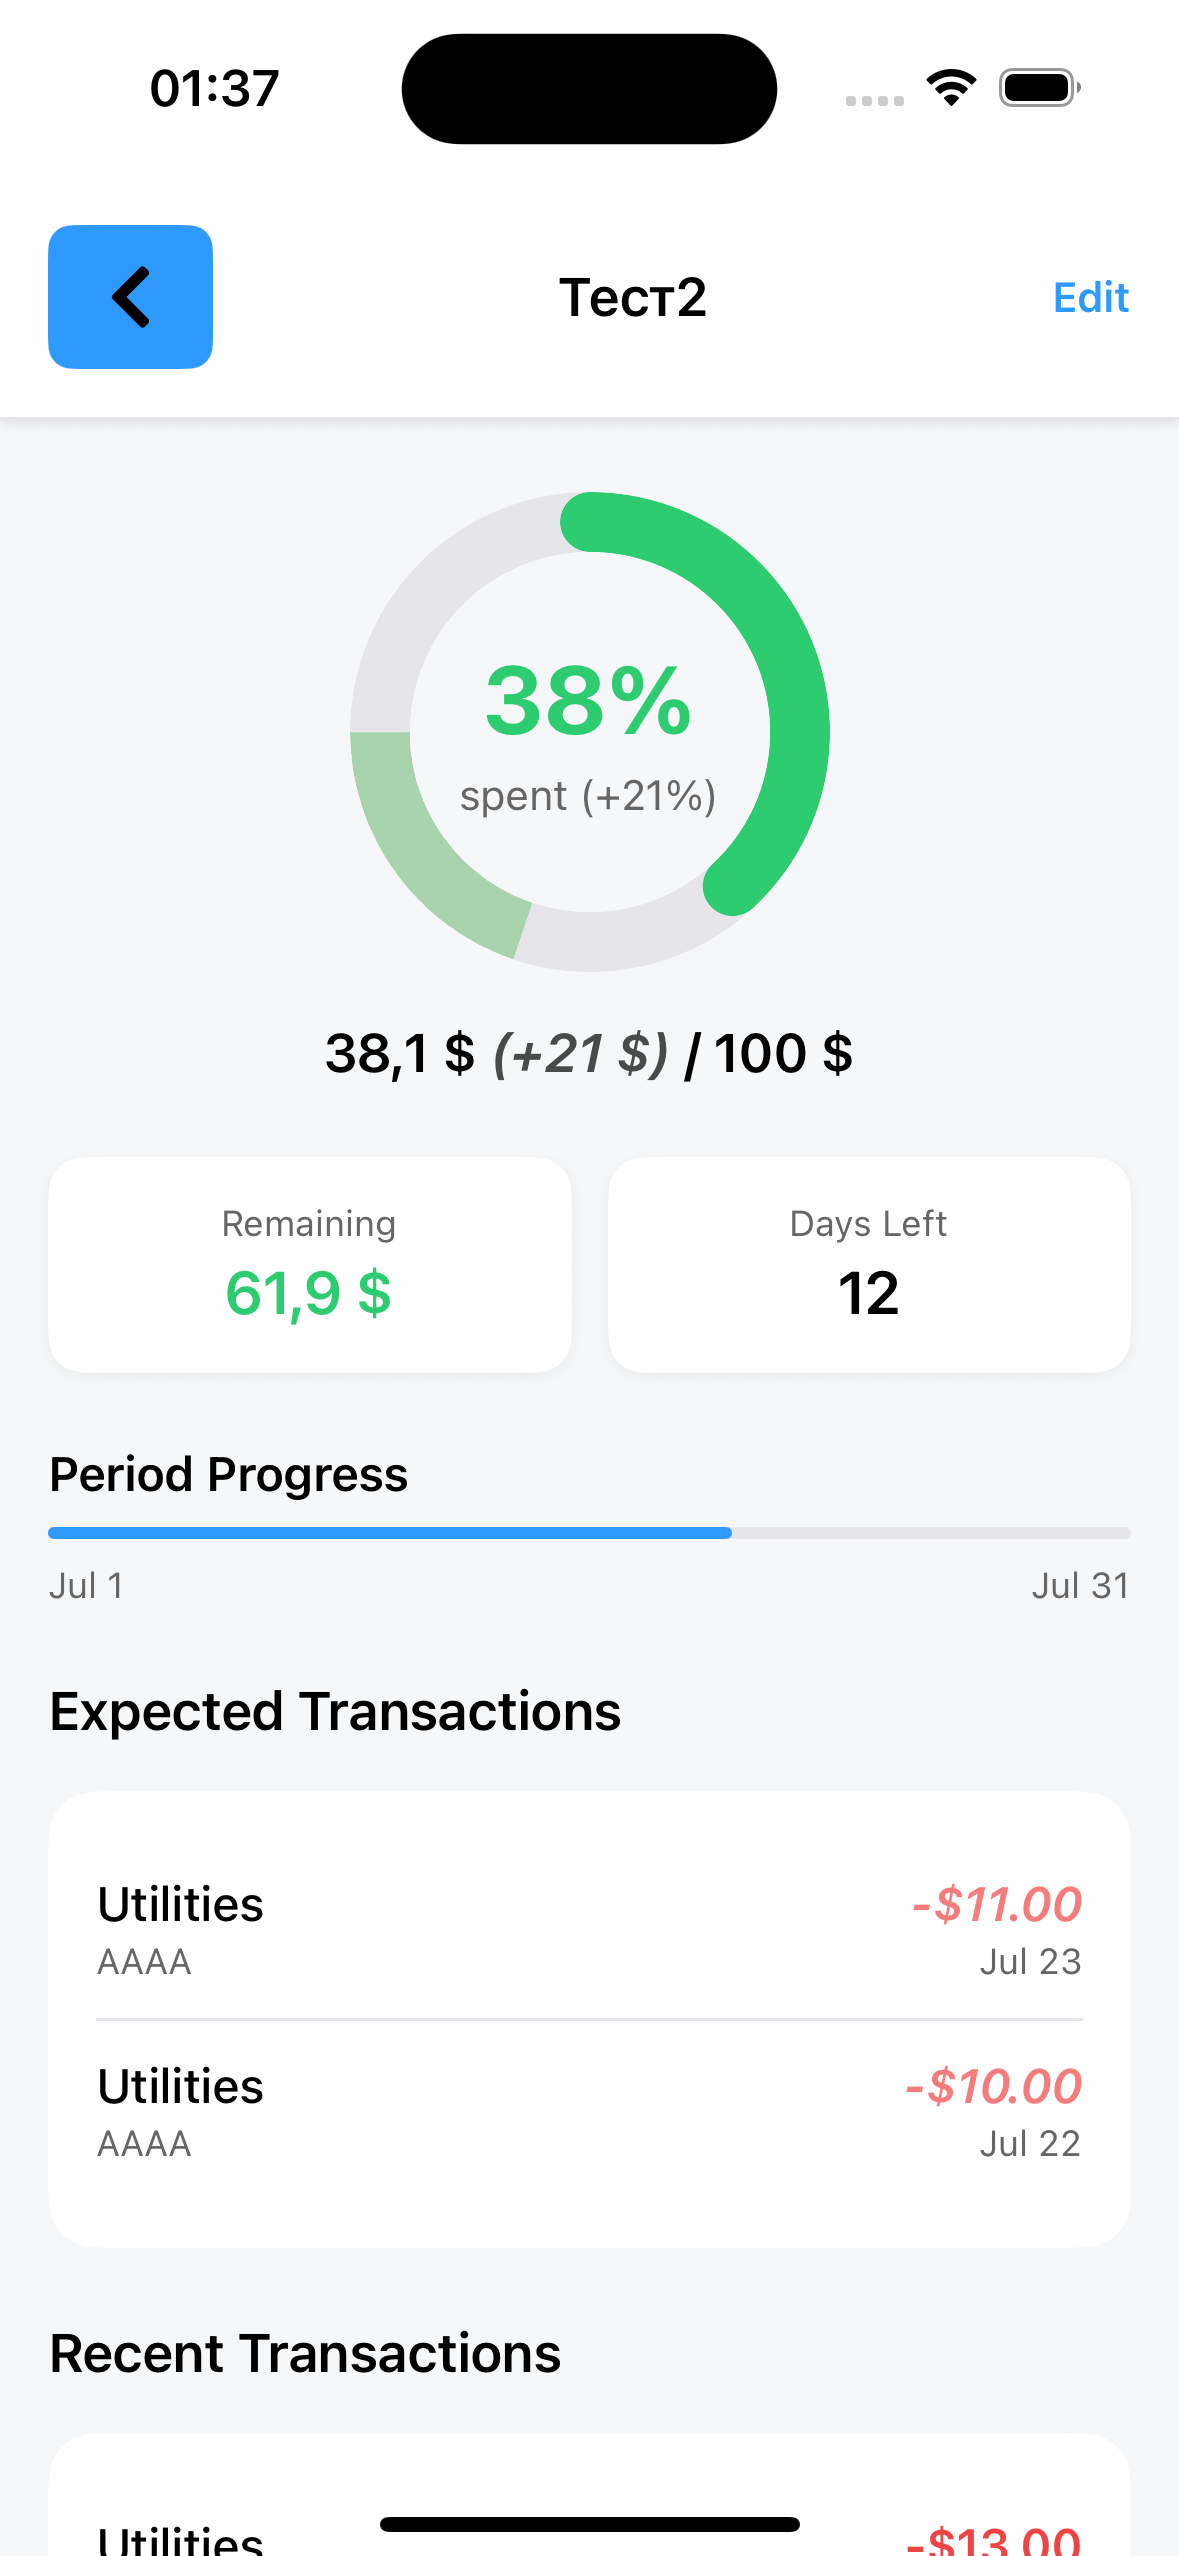 01:37
Тест2
Edit
38%
spent (+21%)
38,1 $ (+21 $) / 100 $
Remaining
61,9 $
Days Left
12
Period Progress
Jul 1
Jul 31
Expected Transactions
Utilities
-$11.00
AAAA
Jul 23
Utilities
-$10.00
AAAA
Jul 22
Recent Transactions
Utilities
-$13.00